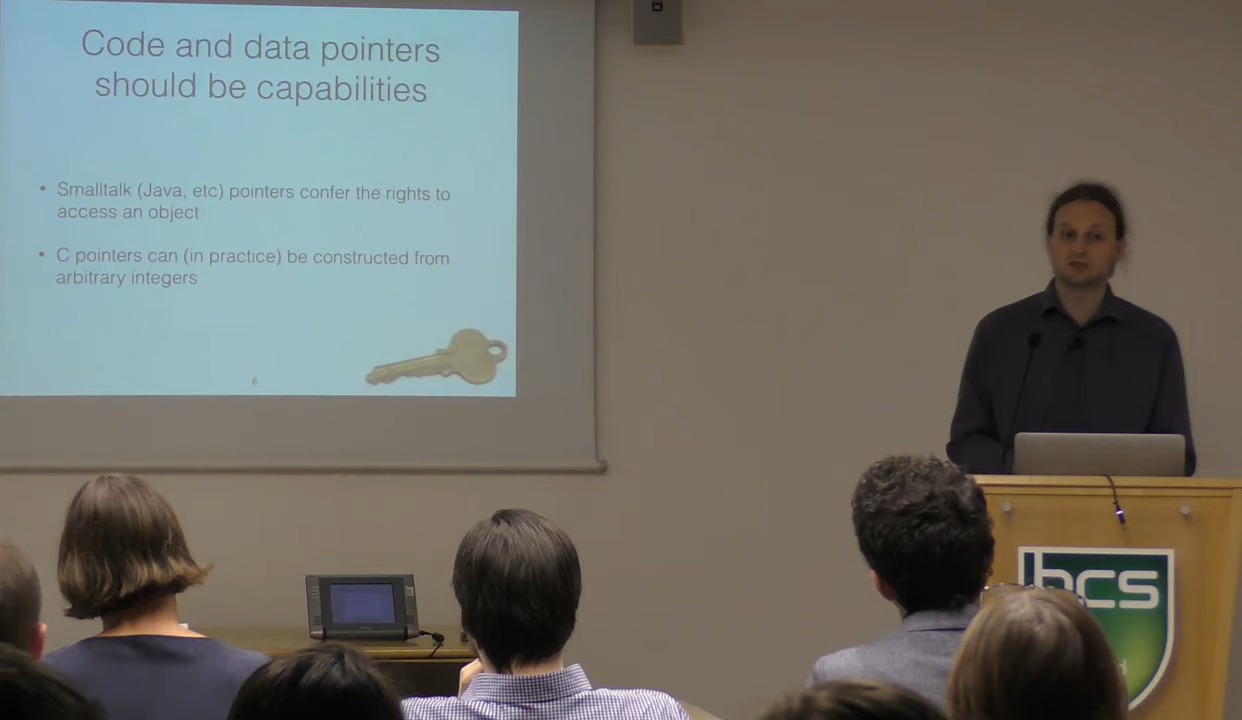 Code and data pointers
should be capabilities
• Smalltalk (Java, etc) pointers confer the rights to
access an object
• C pointers can (in practice) be constructed from
arbitrary integers
6
bcs